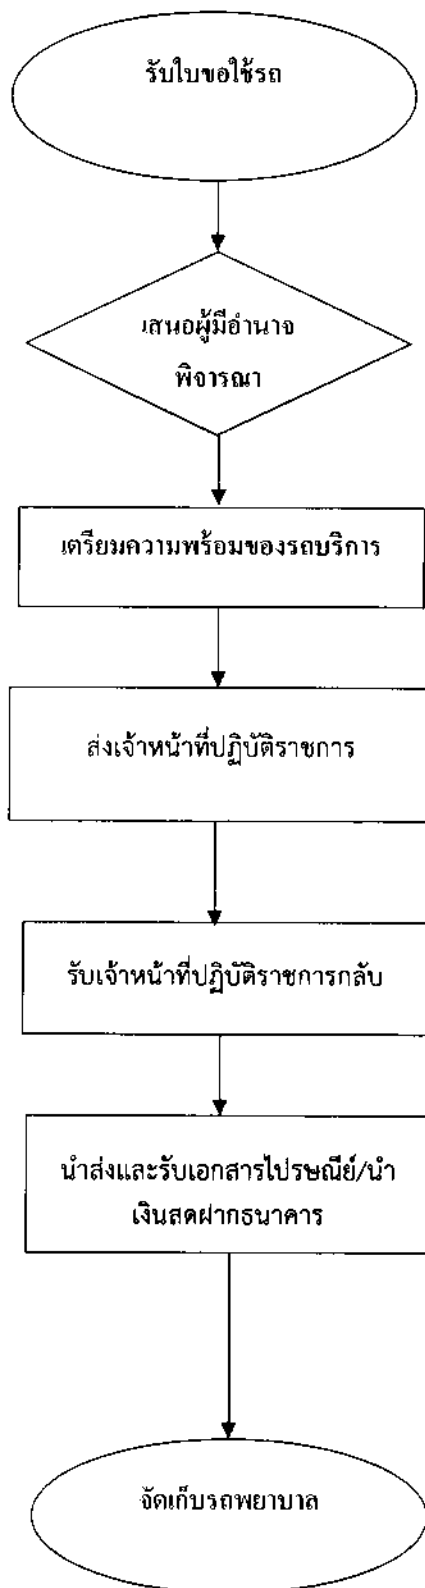 รับใบขอใช้รถ
เสนอผู้มีอำนาจ
พิจารณา
เตรียมความพร้อมของรถบริการ
ส่งเจ้าหน้าที่ปฏิบัติราชการ
รับเจ้าหน้าที่ปฏิบัติราชการกลับ
นำส่งและรับเอกสารไปรษณีย์/นำ
เงินสดฝากธนาคาร
จัดเก็บรถพยาบาล